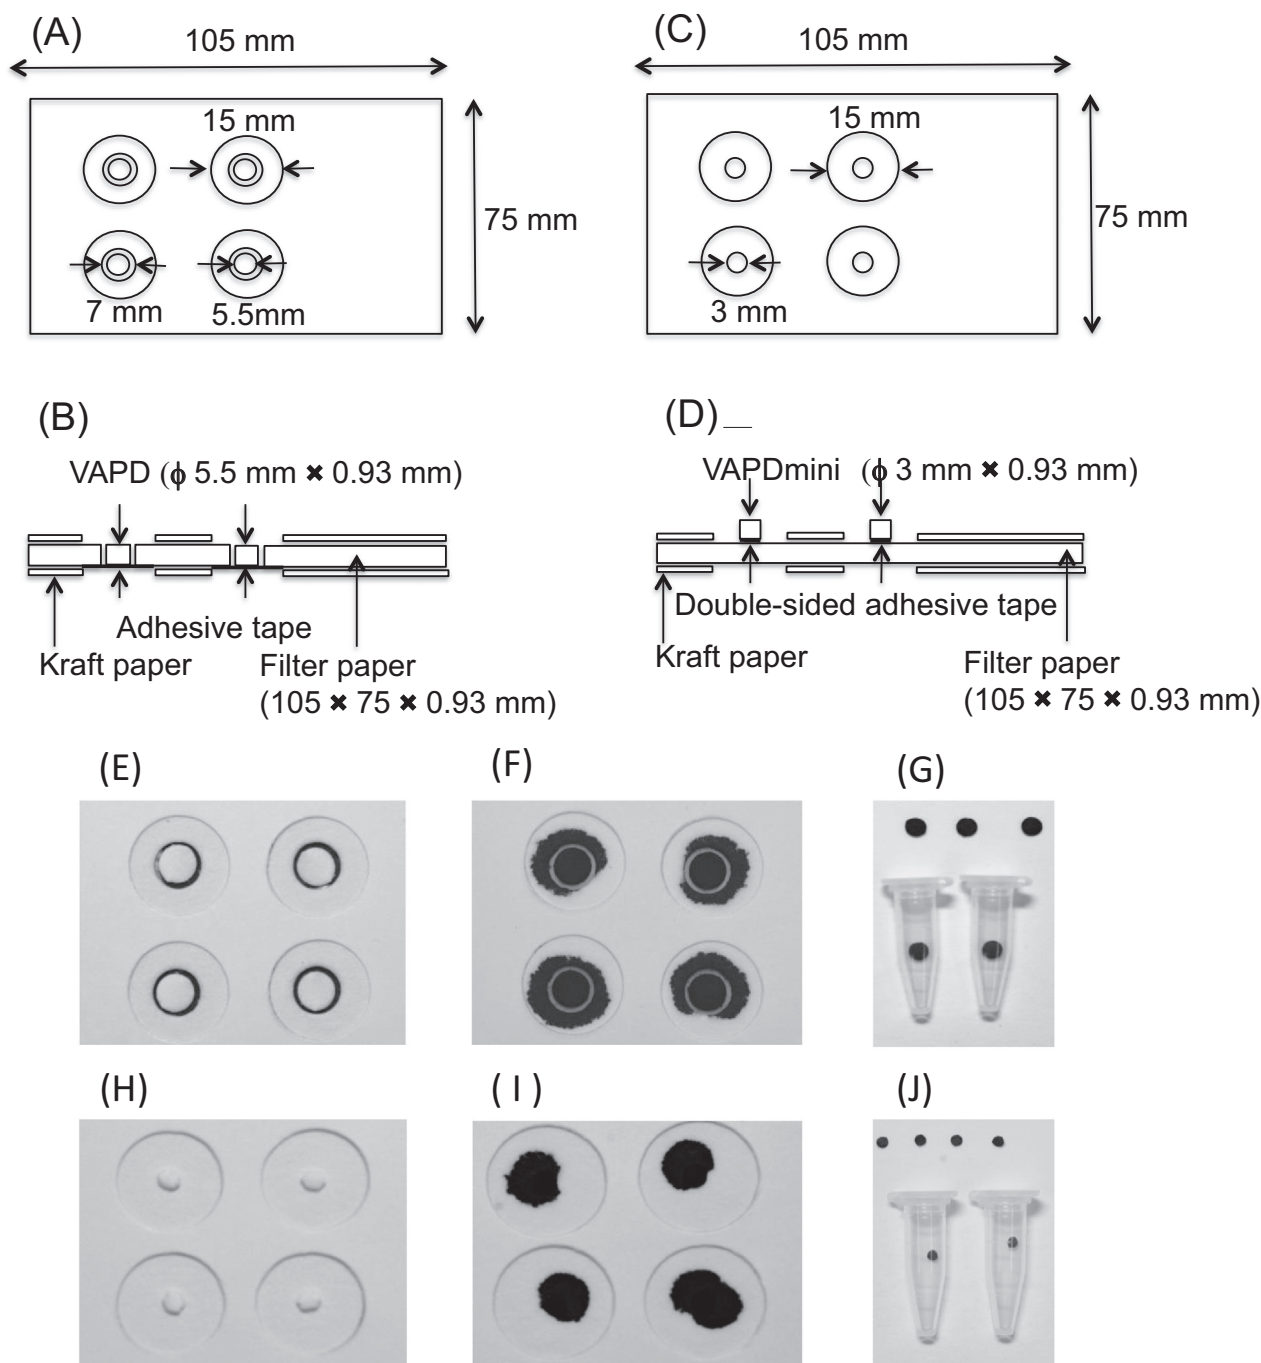 (A)
105 mm
15 mm
75 mm
7 mm
5.5mm
(C)
105 mm
15 mm
75 mm
3 mm
(B)
VAPD (ϕ 5.5 mm ✖ 0.93 mm)
Adhesive tape
Kraft paper
Filter paper
(105 ✖ 75 ✖ 0.93 mm)
(D)
VAPDmini (ϕ 3 mm ✖ 0.93 mm)
Double-sided adhesive tape
Kraft paper
Filter paper
(105 ✖ 75 ✖ 0.93 mm)
(E)
(F)
(G)
(H)
( I )
(J)